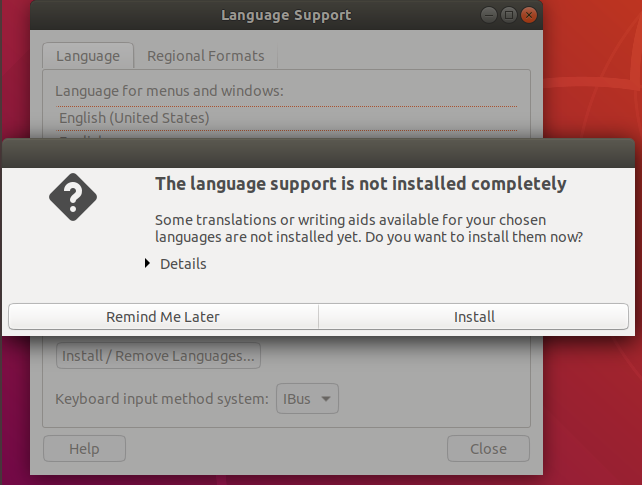 Language Support
Language
Regional Formats
Language for menus and windows:
English (United States)
The language support is not installed completely
Some translations or writing aids available for your chosen
languages are not installed yet. Do you want to install them now?
Details
Remind Me Later
Install
Install / Remove Languages...
Keyboard input method system:
IBus
Help
Close